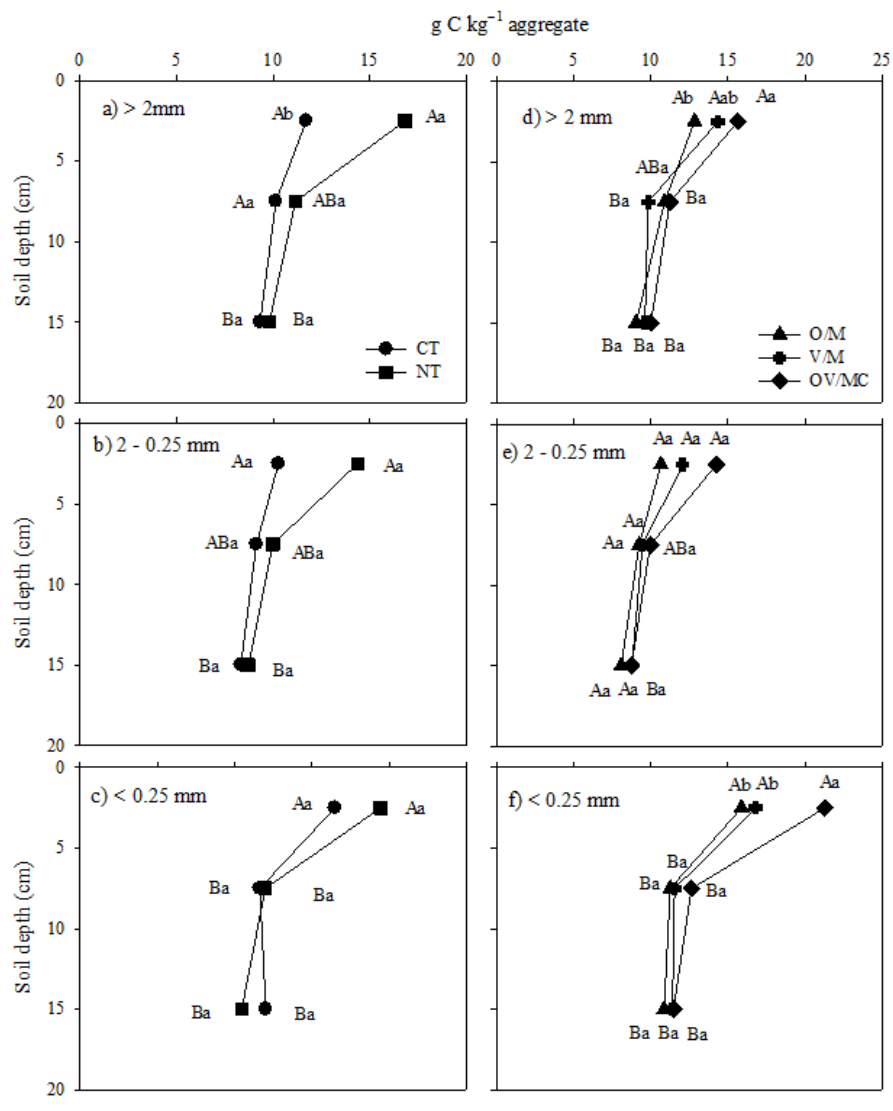 g C kg⁻¹ aggregate
0 5 10 15 20
0 5 10 15 20 25
Soil depth (cm)
0
5
10
15
20
a) > 2mm
Ab
Aa
Aa
ABa
Ba
Ba
CT
NT
d) > 2 mm
Ab Aab Aa
ABa
Ba
Ba
Ba Ba Ba
O/M
V/M
OV/MC
Soil depth (cm)
0
5
10
15
20
b) 2 - 0.25 mm
Aa
Aa
ABa
ABa
Ba
Ba
e) 2 - 0.25 mm
Aa Aa Aa
Aa
Aa
ABa
Aa Aa Ba
Soil depth (cm)
0
5
10
15
20
c) < 0.25 mm
Aa
Aa
Ba
Ba
Ba
Ba
f) < 0.25 mm
Ab Ab Aa
Ba
Ba
Ba
Ba Ba Ba